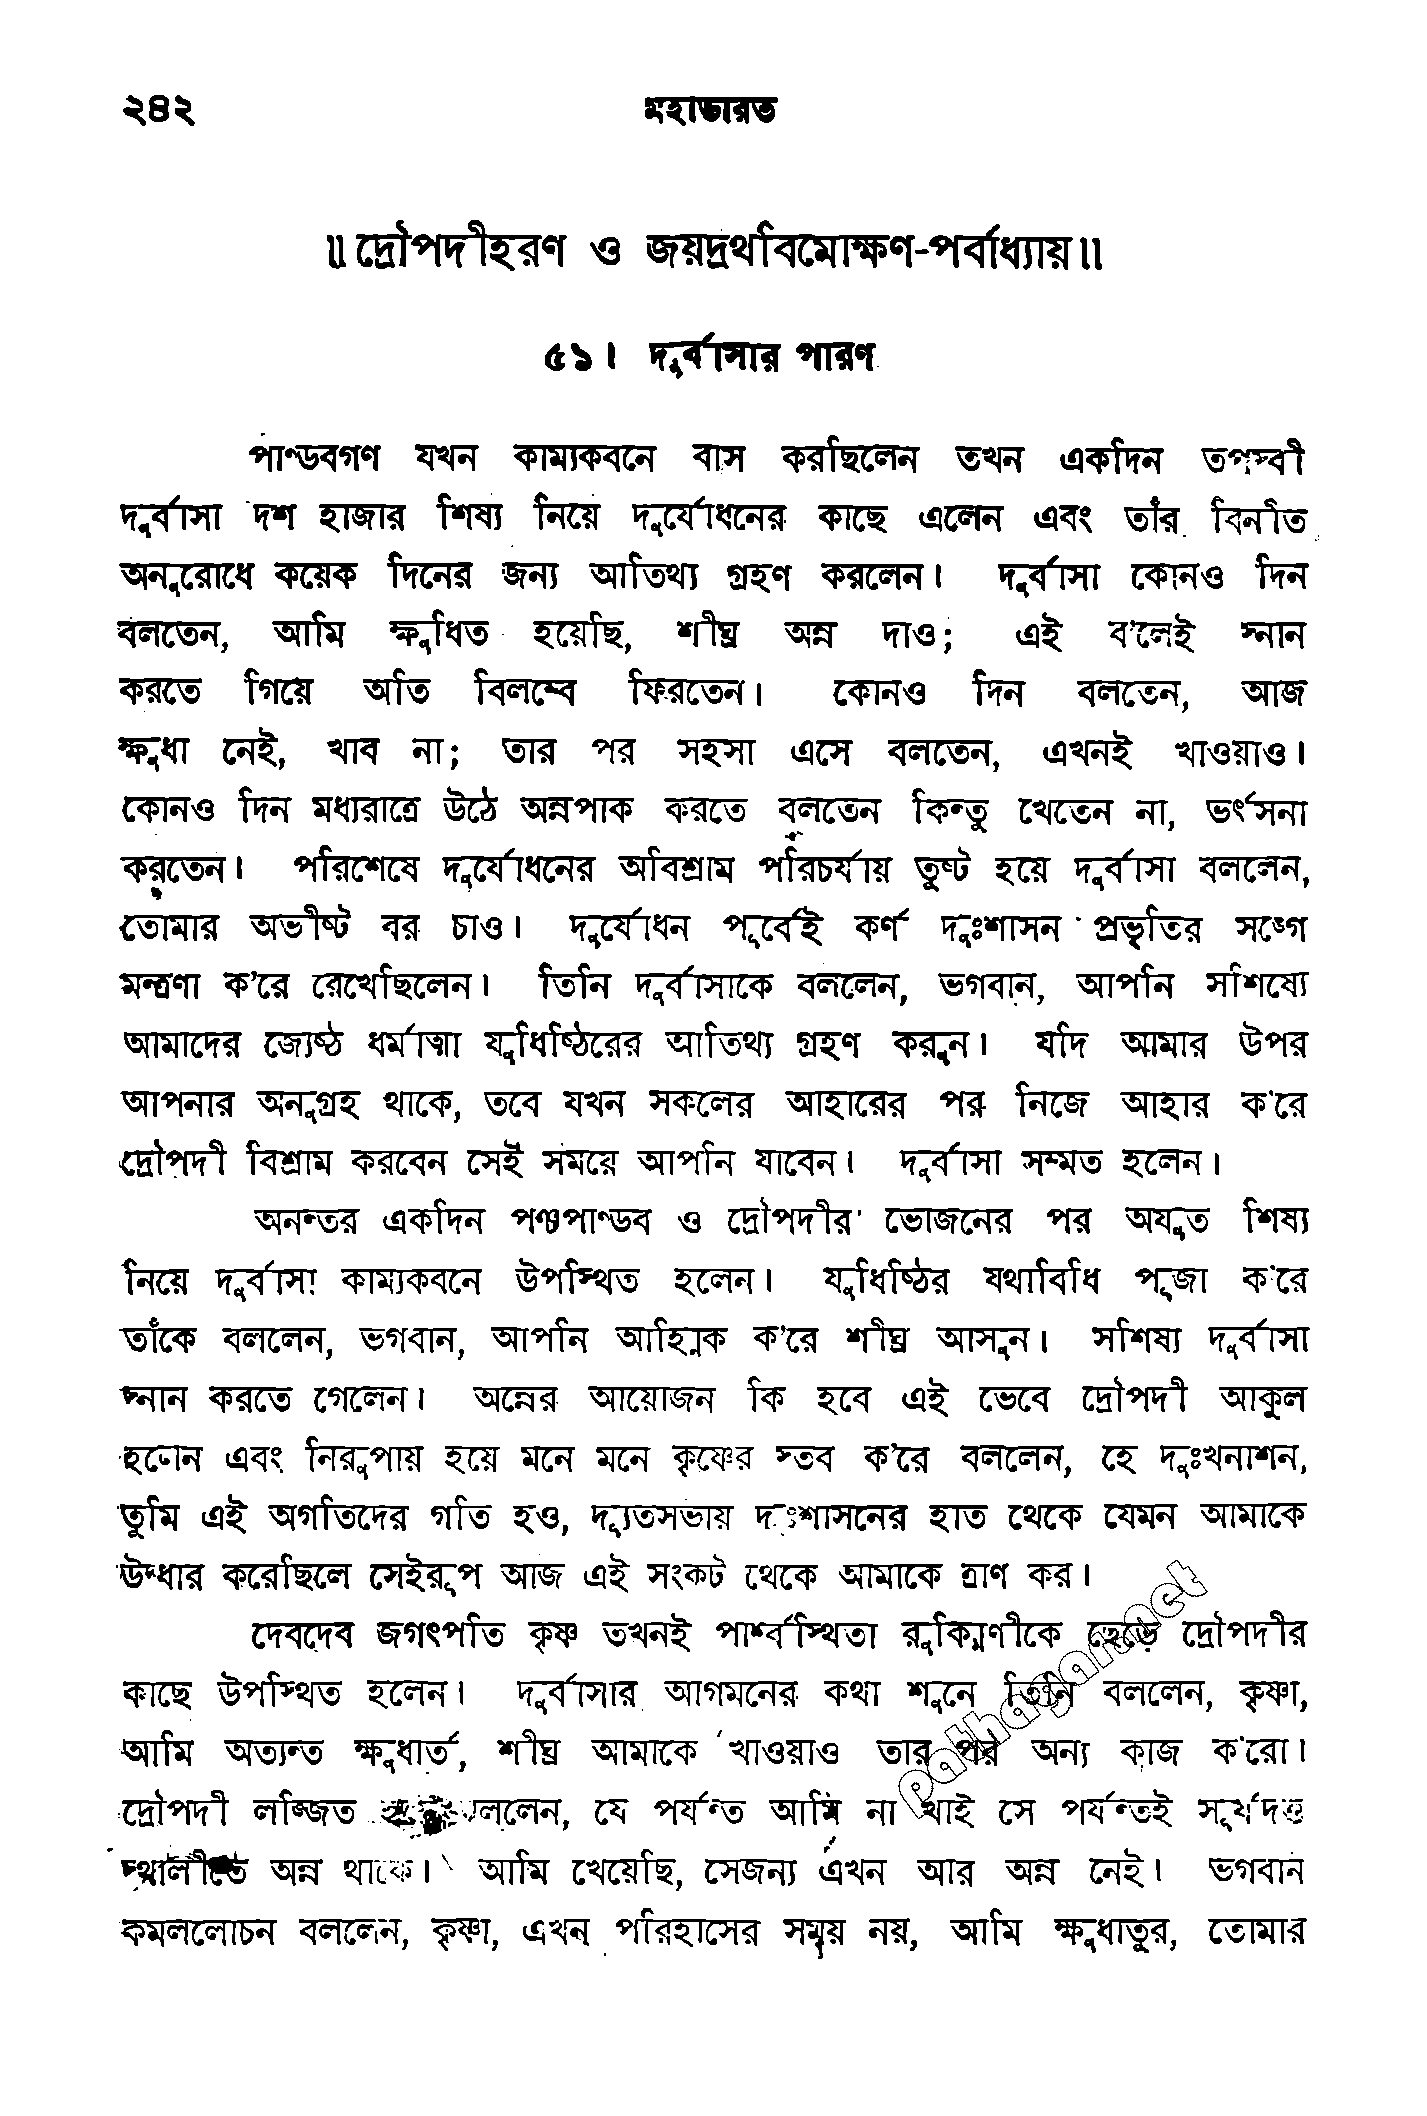 ২৪২ মহাভারত
॥ দ্রৌপদীহরণ ও জয়দ্রথবিমোক্ষণ-পর্বাধ্যায় ॥
৫১। দুর্বাসার পারণ
পাণ্ডবগণ যখন কাম্যকবনে বাস করছিলেন তখন একদিন তপস্বী
দুর্বাসা দশ হাজার শিষ্য নিয়ে দুর্যোধনের কাছে এলেন এবং তাঁর বিনীত
অনুরোধে কয়েক দিনের জন্য আতিথ্য গ্রহণ করলেন। দুর্বাসা কোনও দিন
বলতেন, আমি ক্ষুধিত হয়েছি, শীঘ্র অন্ন দাও; এই ব'লেই স্নান
করতে গিয়ে অতি বিলম্বে ফিরতেন। কোনও দিন বলতেন, আজ
ক্ষুধা নেই, খাব না; তার পর সহসা এসে বলতেন, এখনই খাওয়াও।
কোনও দিন মধ্যরাত্রে উঠে অন্নপাক করতে বলতেন কিন্তু খেতেন না, ভর্ৎসনা
করতেন। পরিশেষে দুর্যোধনের অবিশ্রাম পরিচর্যায় তুষ্ট হয়ে দুর্বাসা বললেন,
তোমার অভীষ্ট বর চাও। দুর্যোধন পূর্বেই কর্ণ দুঃশাসন প্রভৃতির সঙ্গে
মন্ত্রণা ক'রে রেখেছিলেন। তিনি দুর্বাসাকে বললেন, ভগবান, আপনি সশিষ্যে
আমাদের জ্যেষ্ঠ ধর্মাত্মা যুধিষ্ঠিরের আতিথ্য গ্রহণ করুন। যদি আমার উপর
আপনার অনুগ্রহ থাকে, তবে যখন সকলের আহারের পর নিজে আহার ক'রে
দ্রৌপদী বিশ্রাম করবেন সেই সময়ে আপনি যাবেন। দুর্বাসা সম্মত হলেন।
অনন্তর একদিন পঞ্চপাণ্ডব ও দ্রৌপদীর ভোজনের পর অযুত শিষ্য
নিয়ে দুর্বাসা কাম্যকবনে উপস্থিত হলেন। যুধিষ্ঠির যথাবিধি পূজা ক'রে
তাঁকে বললেন, ভগবান, আপনি আহ্নিক ক'রে শীঘ্র আসুন। সশিষ্য দুর্বাসা
স্নান করতে গেলেন। অন্নের আয়োজন কি হবে এই ভেবে দ্রৌপদী আকুল
হলেন এবং নিরুপায় হয়ে মনে মনে কৃষ্ণের স্তব ক'রে বললেন, হে দুঃখনাশন,
তুমি এই অগতিদের গতি হও, দ্যূতসভায় দুঃশাসনের হাত থেকে যেমন আমাকে
উদ্ধার করেছিলে সেইরূপ আজ এই সংকট থেকে আমাকে ত্রাণ কর।
দেবদেব জগৎপতি কৃষ্ণ তখনই পার্শ্বস্থিতা রুক্মিণীকে ছেড়ে দ্রৌপদীর
কাছে উপস্থিত হলেন। দুর্বাসার আগমনের কথা শুনে তিনি বললেন, কৃষ্ণা,
আমি অত্যন্ত ক্ষুধার্ত, শীঘ্র আমাকে খাওয়াও তার পর অন্য কাজ ক'রো।
দ্রৌপদী লজ্জিত বললেন, যে পর্যন্ত আমি না খাই সে পর্যন্তই সূর্যদত্ত
স্থালীতে অন্ন থাকে। আমি খেয়েছি, সেজন্য এখন আর অন্ন নেই। ভগবান
কমললোচন বললেন, কৃষ্ণা, এখন পরিহাসের সময় নয়, আমি ক্ষুধাতুর, তোমার
pathagar.net